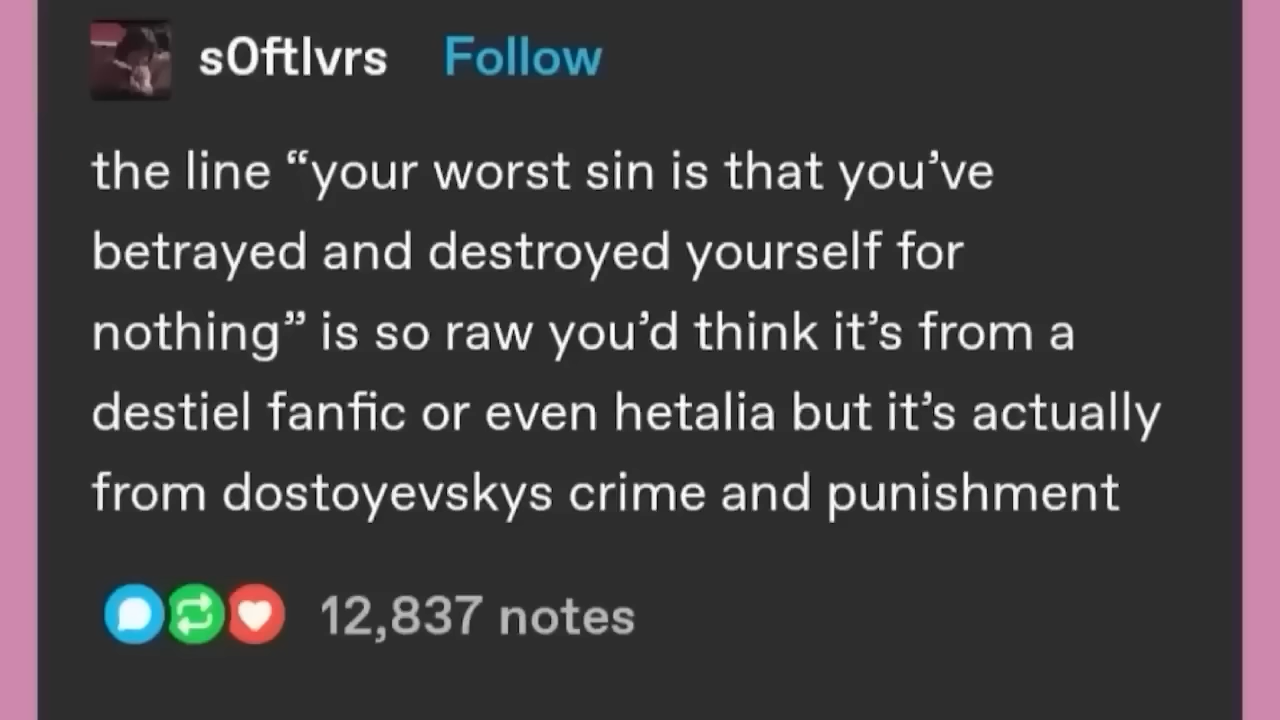 s0ftlvrs Follow
the line “your worst sin is that you’ve
betrayed and destroyed yourself for
nothing” is so raw you’d think it’s from a
destiel fanfic or even hetalia but it’s actually
from dostoyevskys crime and punishment
12,837 notes